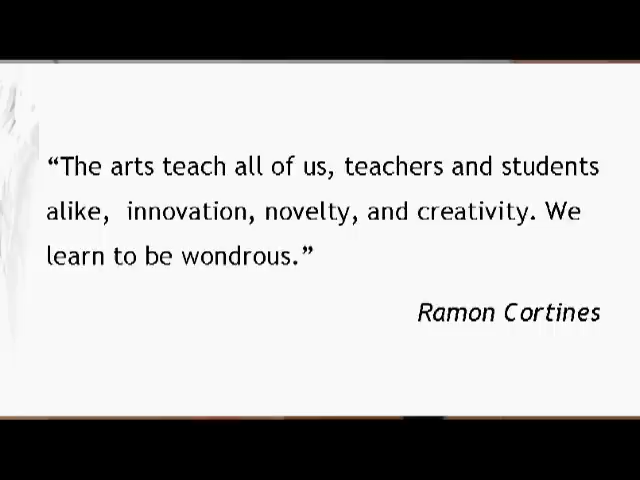 “The arts teach all of us, teachers and students
alike, innovation, novelty, and creativity. We
learn to be wondrous.”
Ramon Cortines